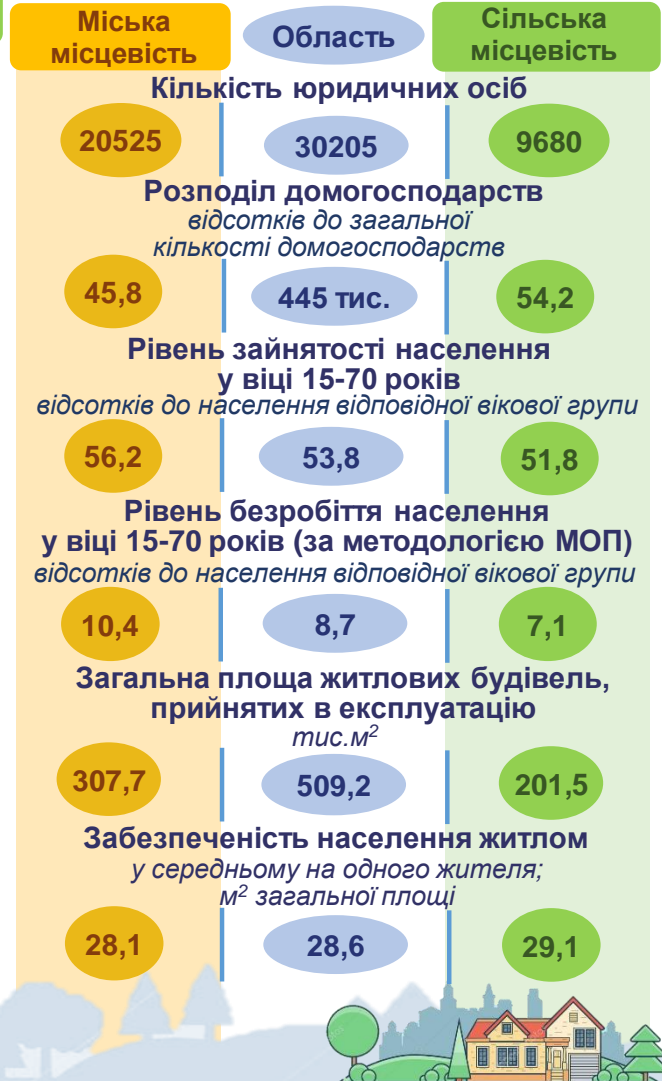 Міська
місцевість
Область
Сільська
місцевість
Кількість юридичних осіб
20525
30205
9680
Розподіл домогосподарств
відсотків до загальної
кількості домогосподарств
45,8
445 тис.
54,2
Рівень зайнятості населення
у віці 15-70 років
відсотків до населення відповідної вікової групи
56,2
53,8
51,8
Рівень безробіття населення
у віці 15-70 років (за методологією МОП)
відсотків до населення відповідної вікової групи
10,4
8,7
7,1
Загальна площа житлових будівель,
прийнятих в експлуатацію
тис.м²
307,7
509,2
201,5
Забезпеченість населення житлом
у середньому на одного жителя;
м² загальної площі
28,1
28,6
29,1